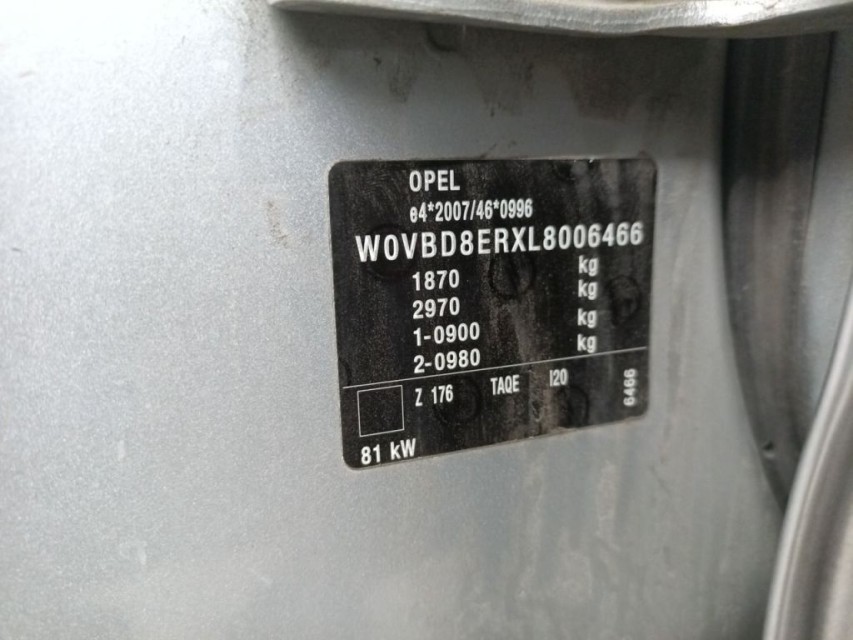 OPEL
e4*2007/46*0996
W0VBD8ERXL8006466
1870 kg
2970 kg
1-0900 kg
2-0980 kg
Z 176 TAQE I20 6466
81 kW